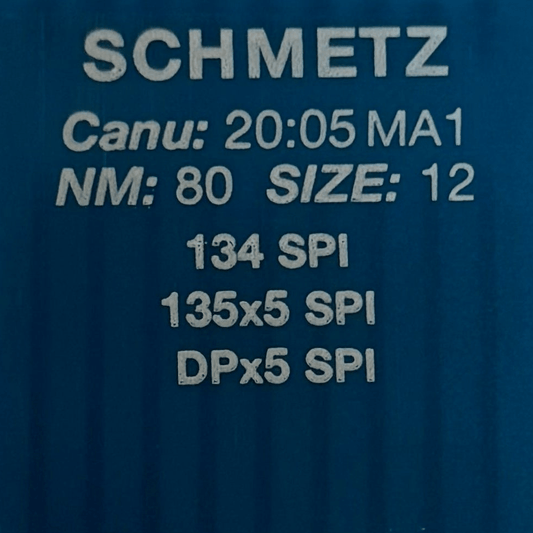 SCHMETZ
Canu: 20:05 MA1
NM: 80 SIZE: 12
134 SPI
135x5 SPI
DPx5 SPI